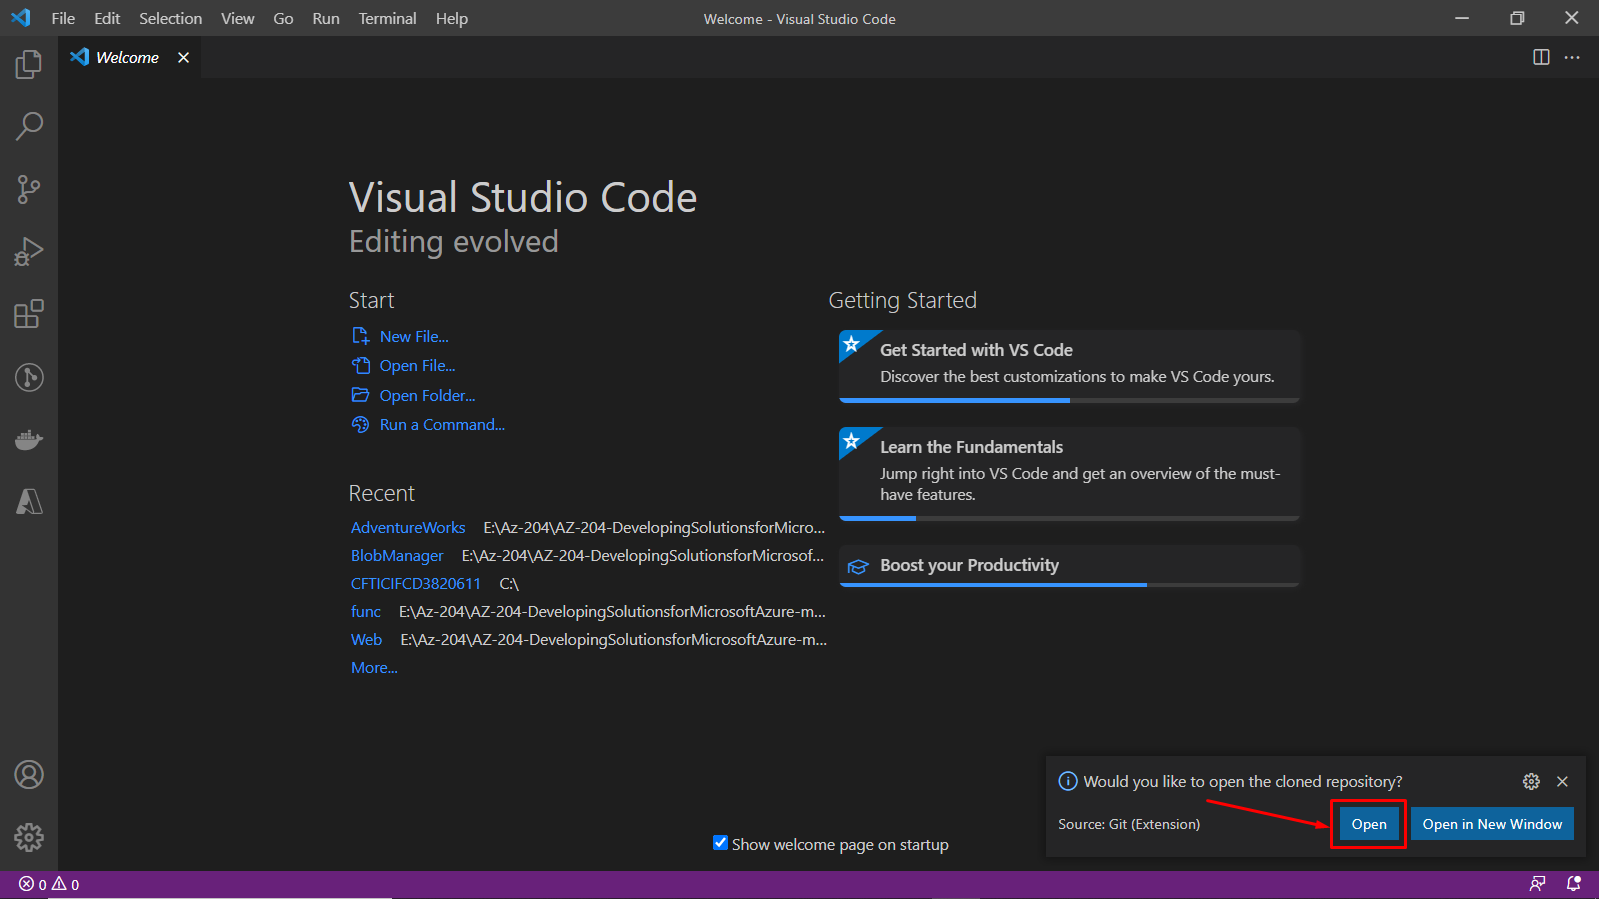 File Edit Selection View Go Run Terminal Help
Welcome - Visual Studio Code
Welcome
Visual Studio Code
Editing evolved
Start
New File...
Open File...
Open Folder...
Run a Command...
Recent
AdventureWorks E:\Az-204\AZ-204-DevelopingSolutionsforMicro...
BlobManager E:\Az-204\AZ-204-DevelopingSolutionsforMicrosof...
CFTICIFCD3820611 C:\
func E:\Az-204\AZ-204-DevelopingSolutionsforMicrosoftAzure-m...
Web E:\Az-204\AZ-204-DevelopingSolutionsforMicrosoftAzure-m...
More...
Getting Started
Get Started with VS Code
Discover the best customizations to make VS Code yours.
Learn the Fundamentals
Jump right into VS Code and get an overview of the must-
have features.
Boost your Productivity
Would you like to open the cloned repository?
Source: Git (Extension)
Open
Open in New Window
Show welcome page on startup
0 0